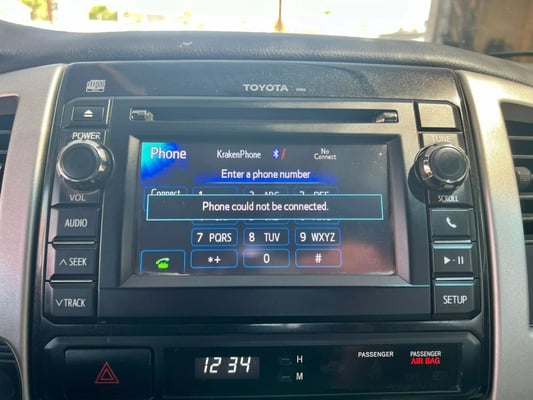 TOYOTA
POWER
VOL
AUDIO
∧ SEEK
∨ TRACK
Phone
KrakenPhone
No
Connect
Enter a phone number
Connect
Phone could not be connected.
7 PQRS
8 TUV
9 WXYZ
*+
0
#
TUNE
SCROLL
SETUP
12 34
H
M
PASSENGER
PASSENGER
AIR BAG